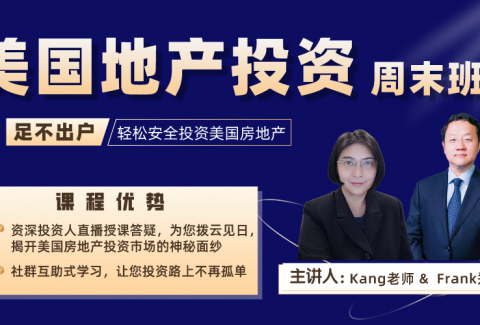 美国地产投资 周末班
足不出户 轻松安全投资美国房地产
课程优势
资深投资人直播授课答疑，为您拨云见日，
揭开美国房地产投资市场的神秘面纱
社群互助式学习，让您投资路上不再孤单
主讲人：Kang老师 & Frank